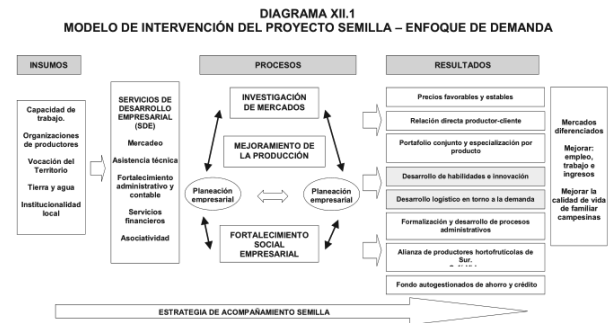 DIAGRAMA XII.1
MODELO DE INTERVENCIÓN DEL PROYECTO SEMILLA – ENFOQUE DE DEMANDA
INSUMOS
PROCESOS
RESULTADOS
Capacidad de
trabajo.
Organizaciones
de productores
Vocación del
Territorio
Tierra y agua
Institucionalidad
local
SERVICIOS DE
DESARROLLO
EMPRESARIAL
(SDE)
Mercadeo
Asistencia técnica
Fortalecimiento
administrativo y
contable
Servicios
financieros
Asociatividad
INVESTIGACIÓN
DE MERCADOS
MEJORAMIENTO DE
LA PRODUCCIÓN
Planeación
empresarial
Planeación
empresarial
FORTALECIMIENTO
SOCIAL
EMPRESARIAL
Precios favorables y estables
Relación directa productor-cliente
Portafolio conjunto y especialización por
producto
Desarrollo de habilidades e innovación
Desarrollo logístico en torno a la demanda
Formalización y desarrollo de procesos
administrativos
Alianza de productores hortofrutícolas de
Sur.
Fondo autogestionados de ahorro y crédito
Mercados
diferenciados
Mejorar:
empleo,
trabajo e
ingresos
Mejorar la
calidad de vida
de familiar
campesinas
ESTRATEGIA DE ACOMPAÑAMIENTO SEMILLA